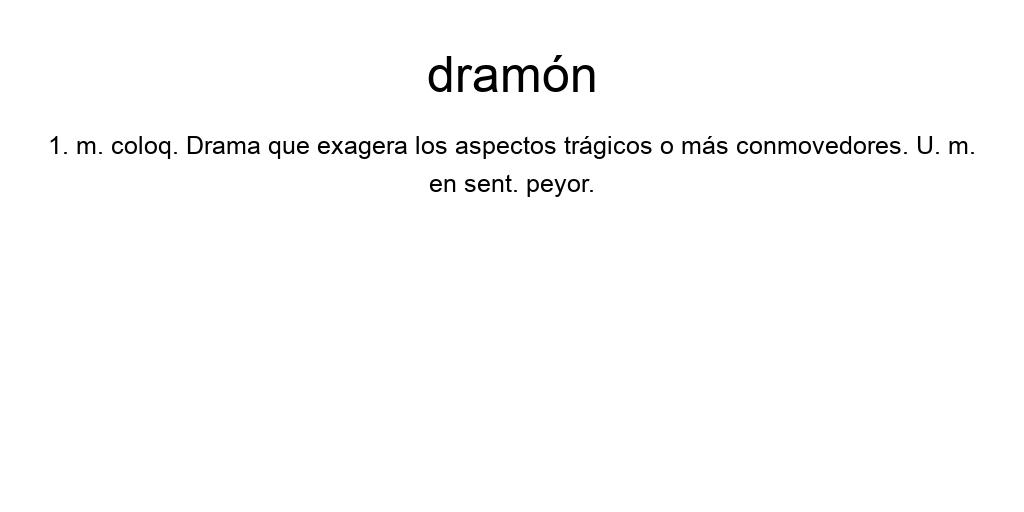 dramón
1. m. coloq. Drama que exagera los aspectos trágicos o más conmovedores. U. m.
en sent. peyor.